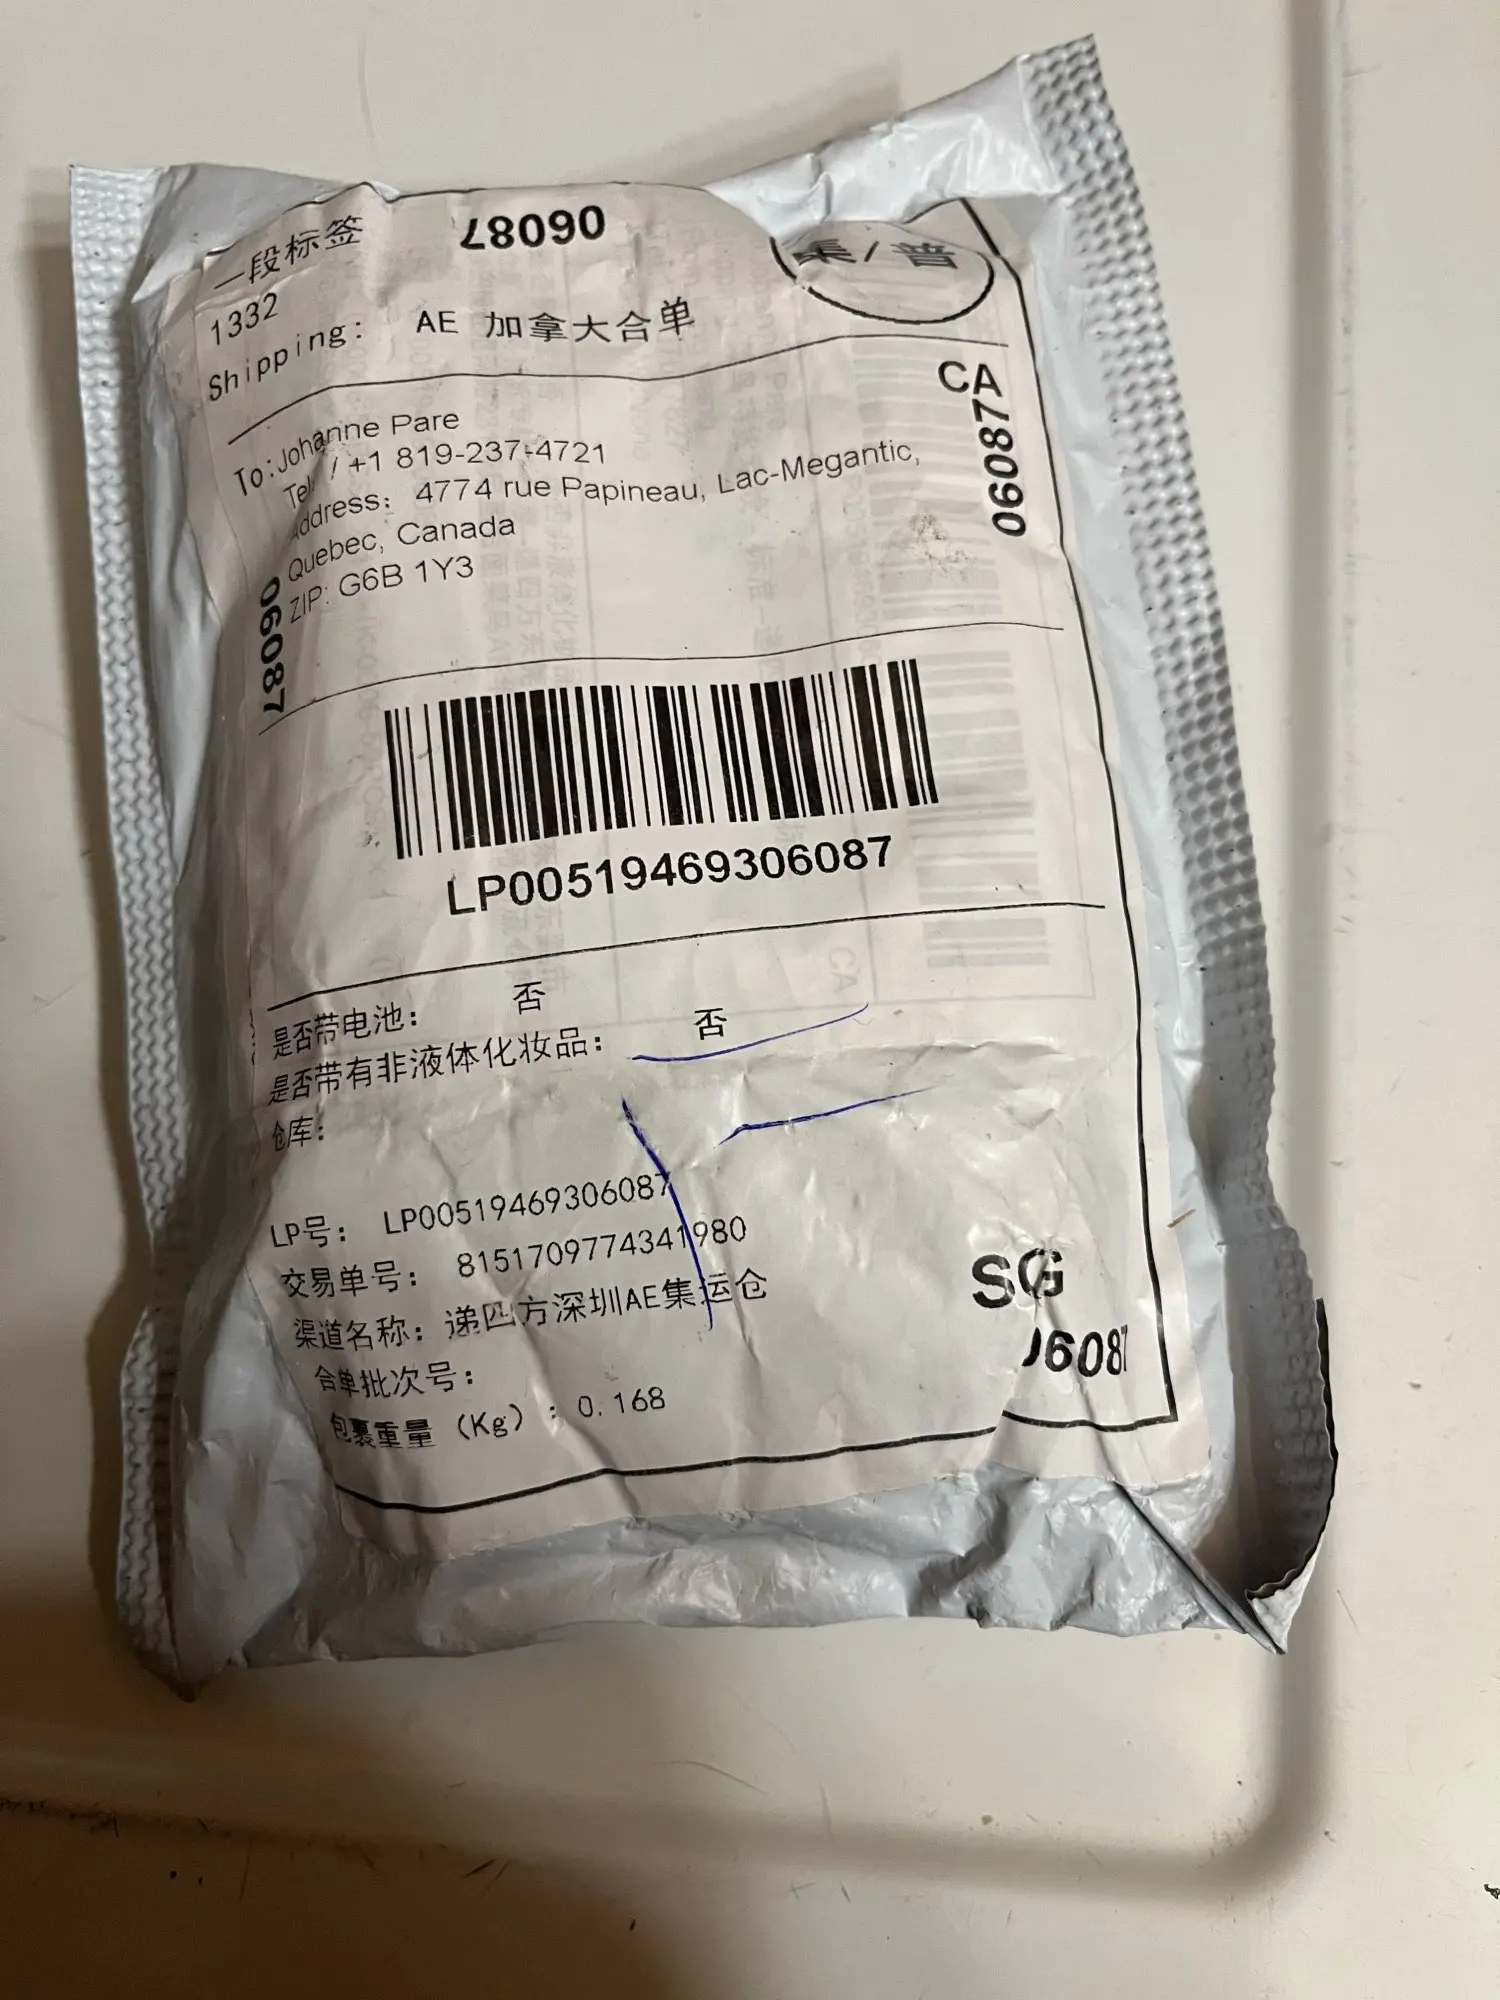 一段标签
06087
集/普
1332
Shipping: AE 加拿大合单
CA
06087
To:Johanne Pare
Tel: / +1 819-237-4721
Address: 4774 rue Papineau, Lac-Megantic,
Quebec, Canada
ZIP: G6B 1Y3
06087
LP00519469306087
是否带电池: 否
是否带有非液体化妆品: 否
仓库:
LP号: LP00519469306087
交易单号: 8151709774341980
渠道名称: 递四方深圳AE集运仓
合单批次号:
包裹重量 (Kg) : 0.168
SG
06087
CA